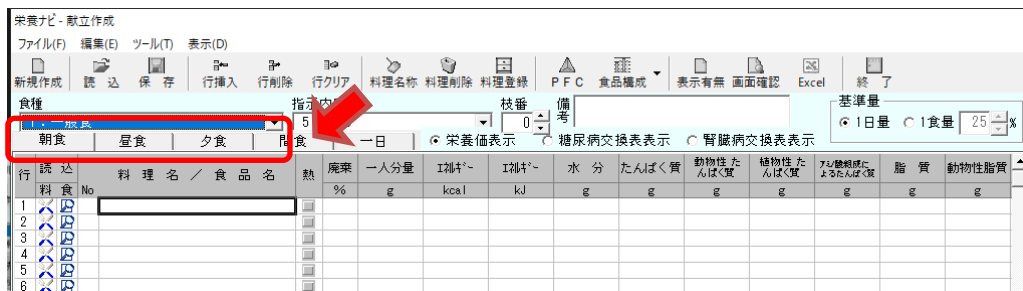 栄養ナビ - 献立作成
ファイル(F) 編集(E) ツール(T) 表示(D)
新規作成 読 込 保 存 行挿入 行削除 行クリア 料理名称 料理削除 料理登録 P F C 食品構成 表示有無 画面確認 Excel 終 了
食種 指示内 枝番 備考 基準量
1:一般食 5 0 1日量 1食量 25 %
朝食 昼食 夕食 間食 一日 栄養価表示 糖尿病交換表表示 腎臓病交換表表示
行 読 込 料 理 名 / 食 品 名 熱 廃棄 一人分量 エネルギー エネルギー 水 分 たんぱく質 動物性 たんぱく質 植物性 たんぱく質 アミノ酸組成によるたんぱく質 脂 質 動物性脂質
料 食 No % g kcal kJ g g g g g g g
1
2
3
4
5
6